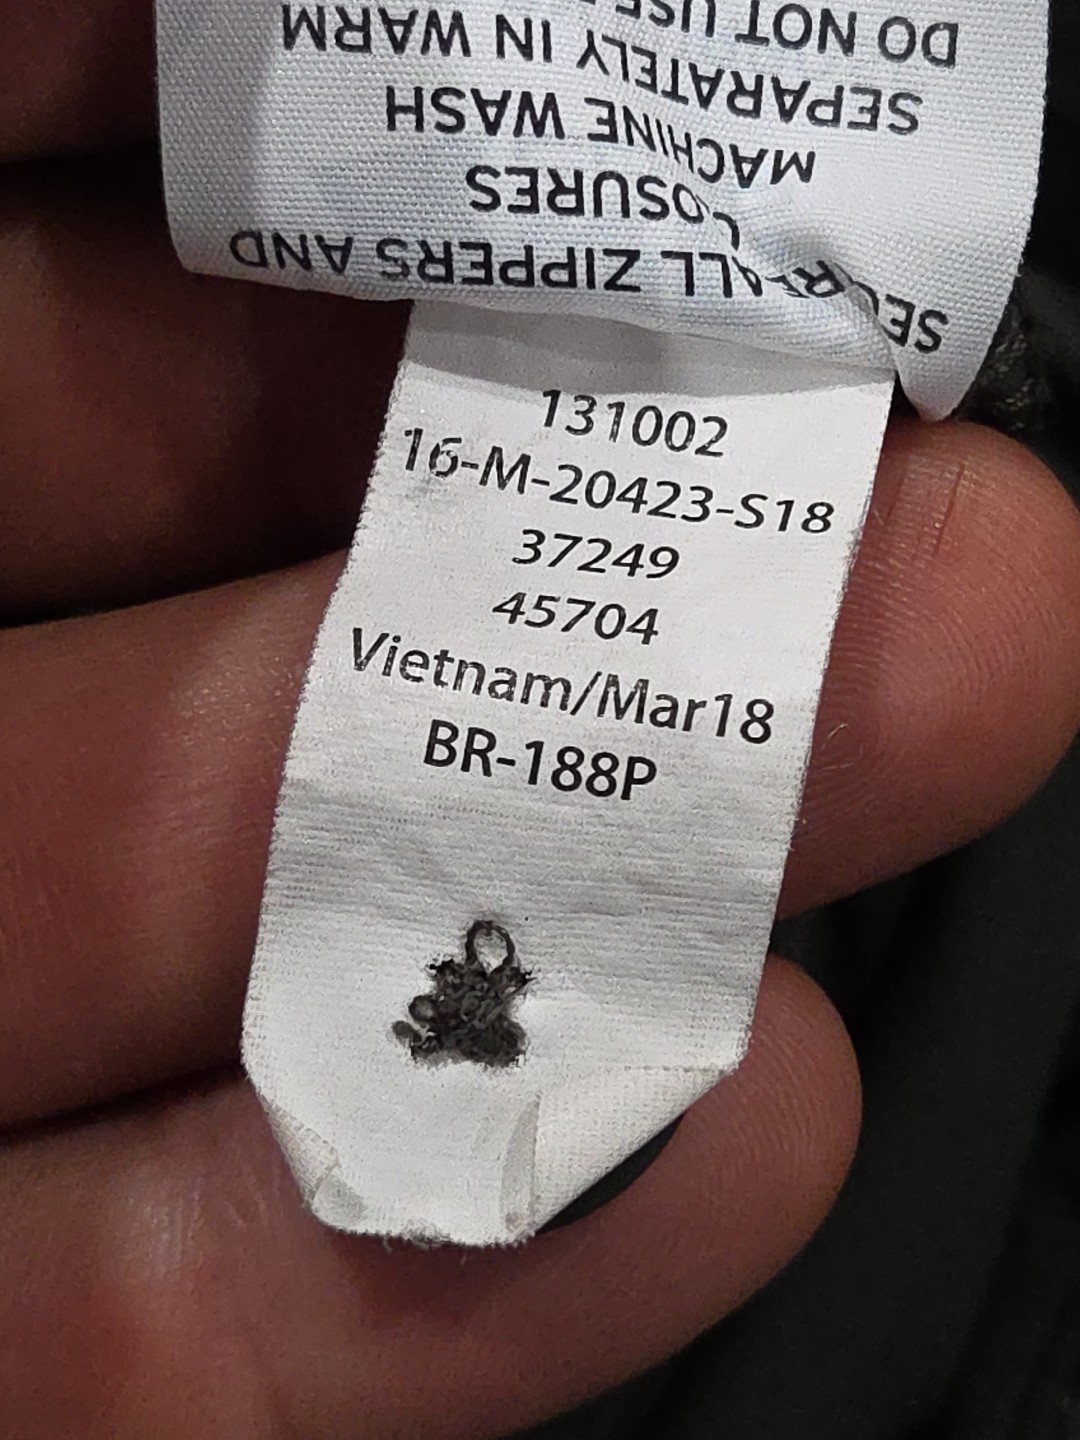 SECURE ALL ZIPPERS AND
CLOSURES
MACHINE WASH
SEPARATELY IN WARM
DO NOT USE
131002
16-M-20423-S18
37249
45704
Vietnam/Mar18
BR-188P